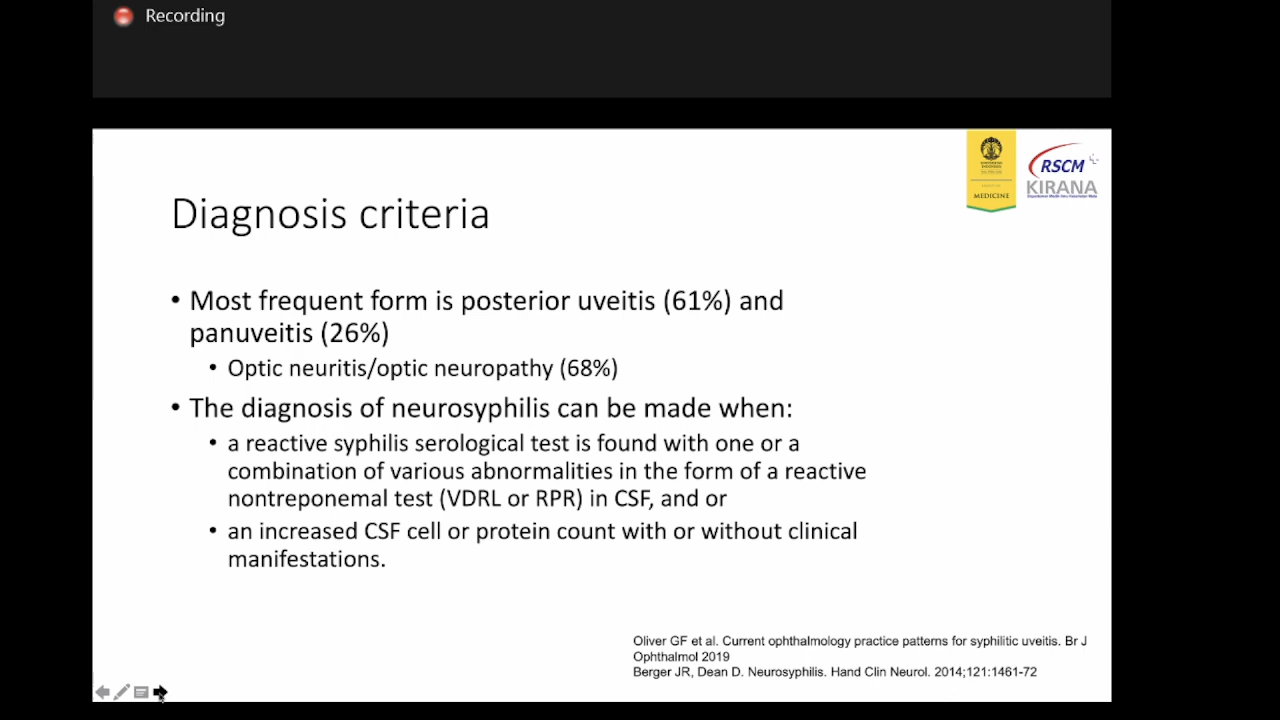 Recording
MEDICINE
RSCM
KIRANA
Diagnosis criteria
• Most frequent form is posterior uveitis (61%) and
panuveitis (26%)
• Optic neuritis/optic neuropathy (68%)
• The diagnosis of neurosyphilis can be made when:
• a reactive syphilis serological test is found with one or a
combination of various abnormalities in the form of a reactive
nontreponemal test (VDRL or RPR) in CSF, and or
• an increased CSF cell or protein count with or without clinical
manifestations.
Oliver GF et al. Current ophthalmology practice patterns for syphilitic uveitis. Br J
Ophthalmol 2019
Berger JR, Dean D. Neurosyphilis. Hand Clin Neurol. 2014;121:1461-72